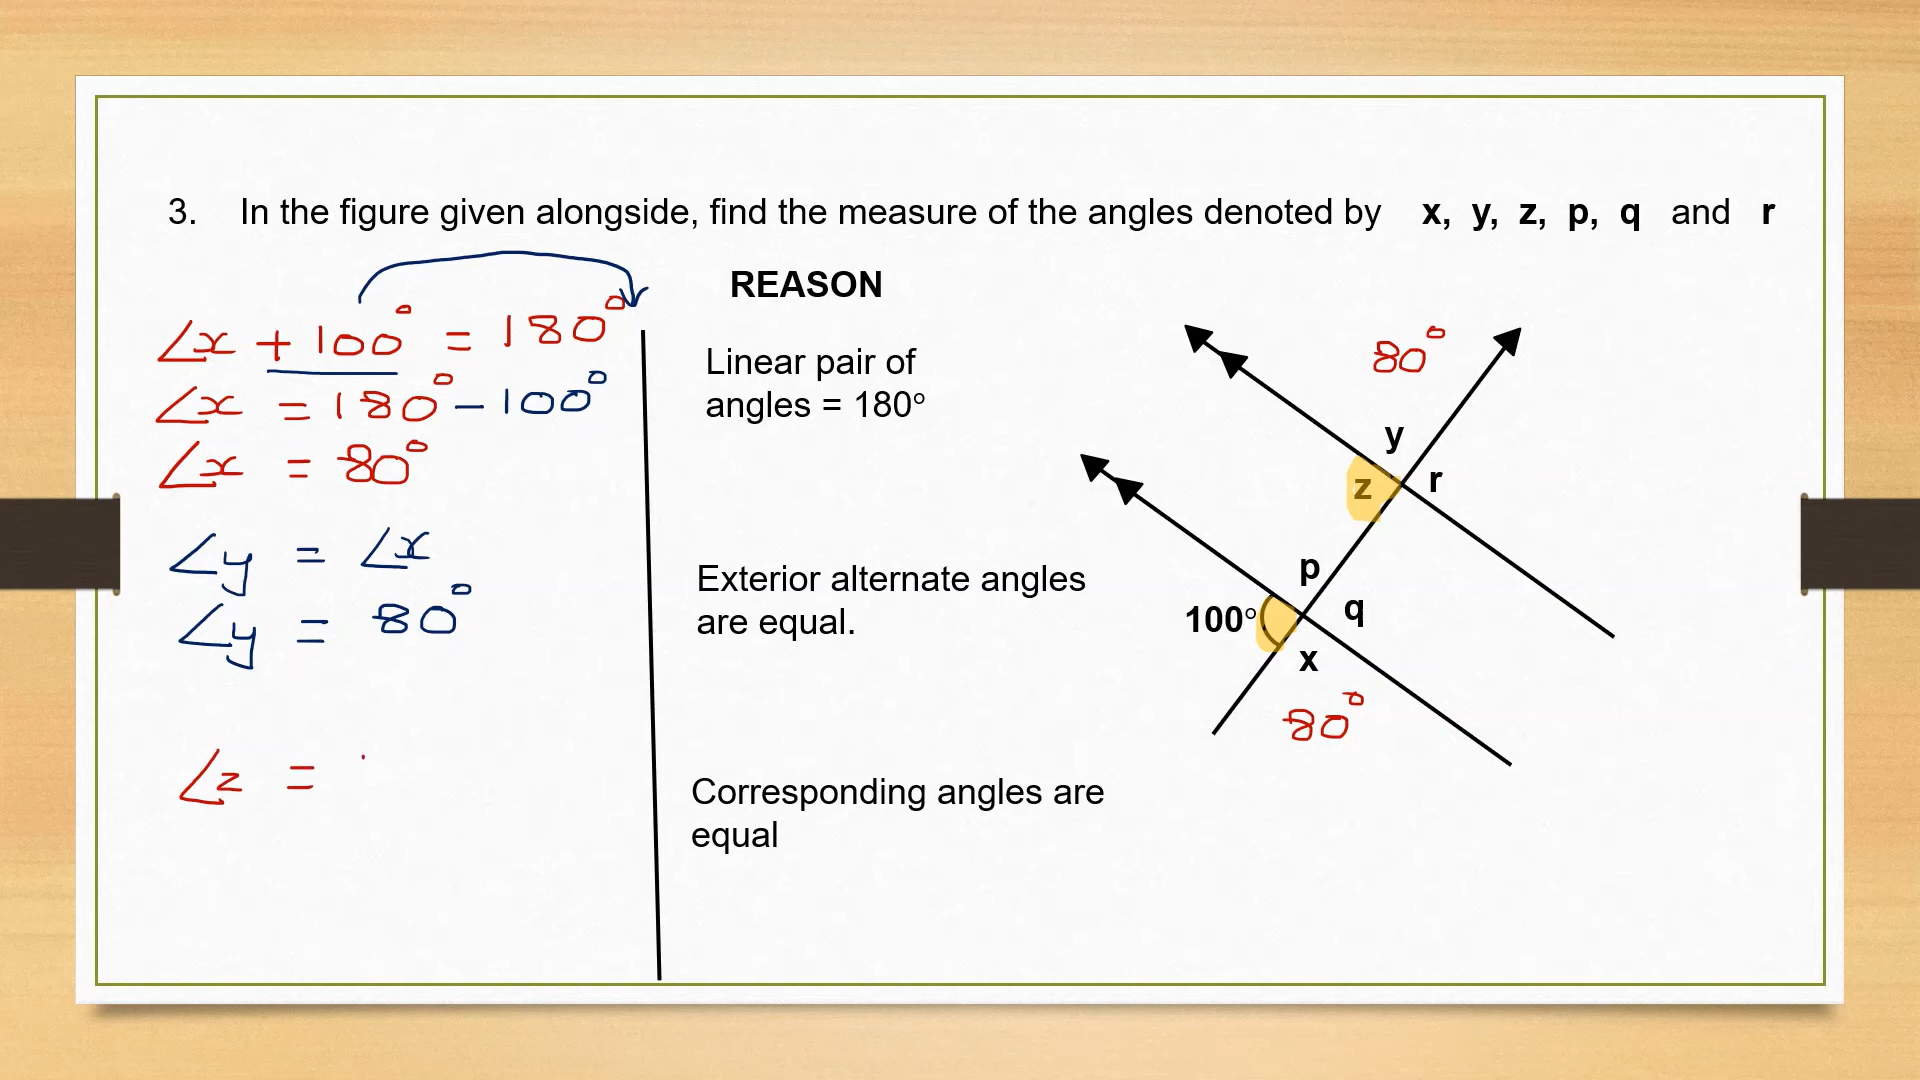 3. In the figure given alongside, find the measure of the angles denoted by x, y, z, p, q and r
∠x + 100° = 180°
∠x = 180° - 100°
∠x = 80°
∠y = ∠x
∠y = 80°
∠z =
REASON
Linear pair of
angles = 180°
Exterior alternate angles
are equal.
Corresponding angles are
equal
80°
y
z
r
p
100°
q
x
80°